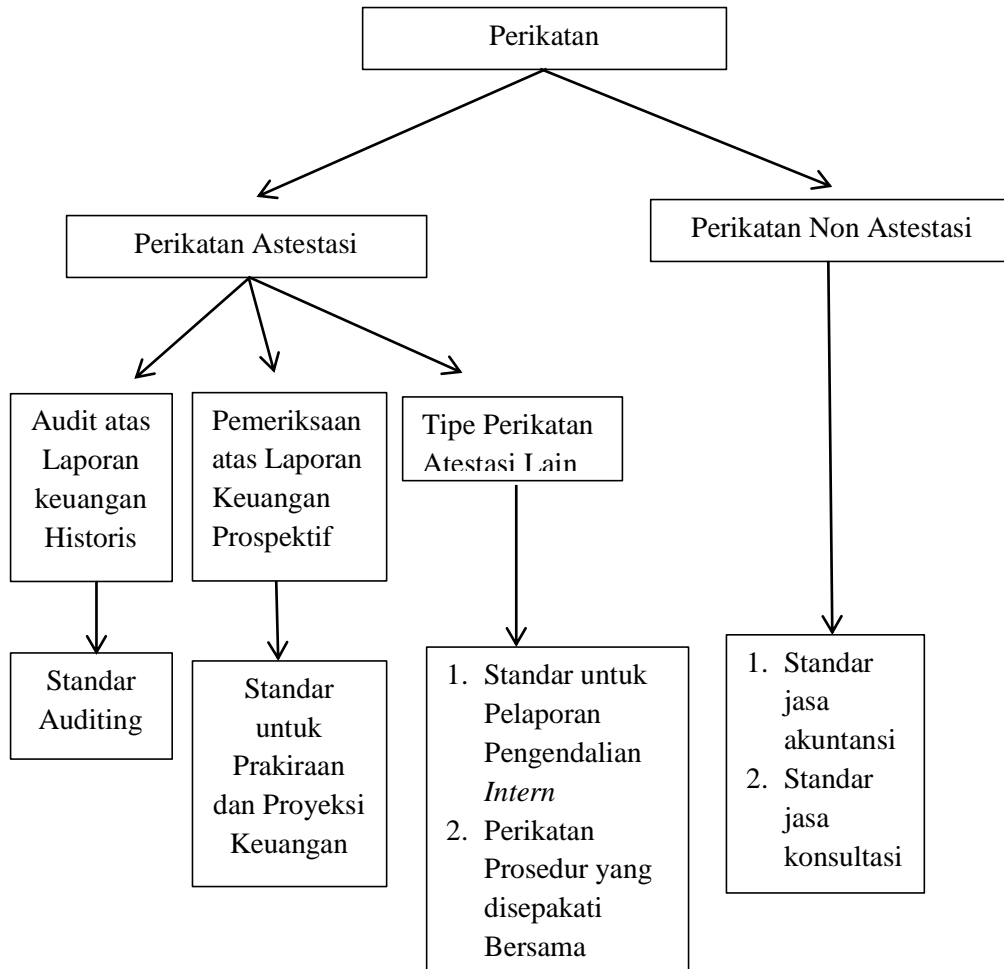 Perikatan
Perikatan Astestasi
Perikatan Non Astestasi
Audit atas
Laporan
keuangan
Historis
Pemeriksaan
atas Laporan
Keuangan
Prospektif
Tipe Perikatan
Atestasi Lain
Standar
Auditing
Standar
untuk
Prakiraan
dan Proyeksi
Keuangan
1. Standar untuk
Pelaporan
Pengendalian
Intern
2. Perikatan
Prosedur yang
disepakati
Bersama
1. Standar
jasa
akuntansi
2. Standar
jasa
konsultasi